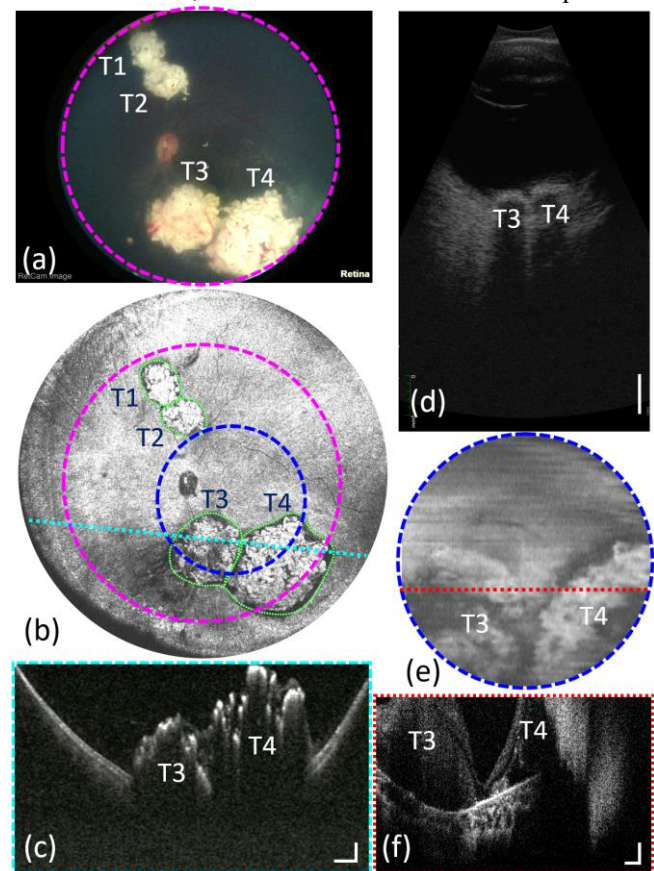 T1
T2
T3
T4
(a)
RetCam Image
Retina
T3
T4
(d)
T1
T2
T3
T4
(b)
T3
T4
(e)
T3
T4
(c)
T3
T4
(f)